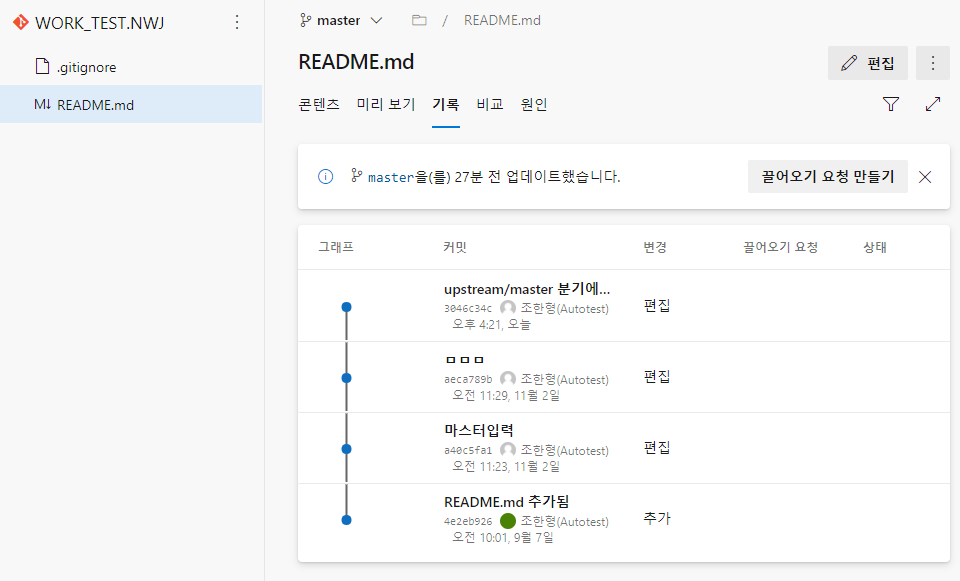 WORK_TEST.NWJ
.gitignore
M↓ README.md
master / README.md
README.md
편집
콘텐츠 미리 보기 기록 비교 원인
master을(를) 27분 전 업데이트했습니다.
끌어오기 요청 만들기
그래프 커밋 변경 끌어오기 요청 상태
upstream/master 분기에...
3046c34c 조한형(Autotest)
오후 4:21, 오늘
편집
ㅁㅁㅁ
aeca789b 조한형(Autotest)
오전 11:29, 11월 2일
편집
마스터입력
a40c5fa1 조한형(Autotest)
오전 11:23, 11월 2일
편집
README.md 추가됨
4e2eb926 조한형(Autotest)
오전 10:01, 9월 7일
추가